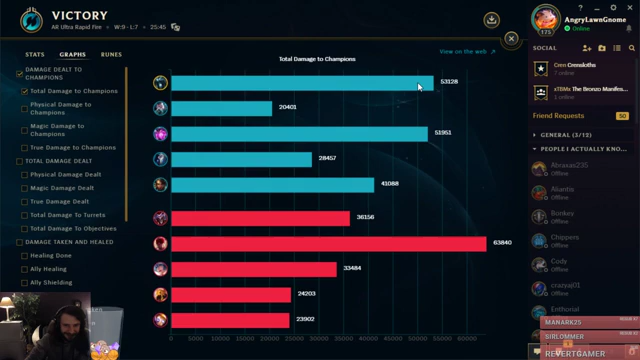 VICTORY
AR Ultra Rapid Fire
W:9 - L:7
25:45
STATS
GRAPHS
RUNES
View on the web
DAMAGE DEALT TO
CHAMPIONS
Total Damage to Champions
Physical Damage to
Champions
Magic Damage to
Champions
True Damage to Champions
TOTAL DAMAGE DEALT
Physical Damage Dealt
Magic Damage Dealt
True Damage Dealt
Total Damage To Turrets
Total Damage To Objectives
DAMAGE TAKEN AND HEALED
Healing Done
Ally Healing
Ally Shielding
Total Damage to Champions
53128
20401
51951
28457
41088
36156
63840
33484
24203
23902
0
5000
10000
15000
20000
25000
30000
35000
40000
45000
50000
55000
60000
175
AngryLawnGnome
Online
SOCIAL
Cren Crensloths
7 online
sTBMx The Bronzo Manifes...
2 online
Friend Requests
50
GENERAL (3/12)
PEOPLE I ACTUALLY KNO...
Abraxas235
Offline
Aliantis
Offline
Bonkey
Offline
Chippers
Offline
Cody
Offline
crazyaj01
Offline
Enthorial
MANARK25
SIRLOMMER
REVERTGAMER